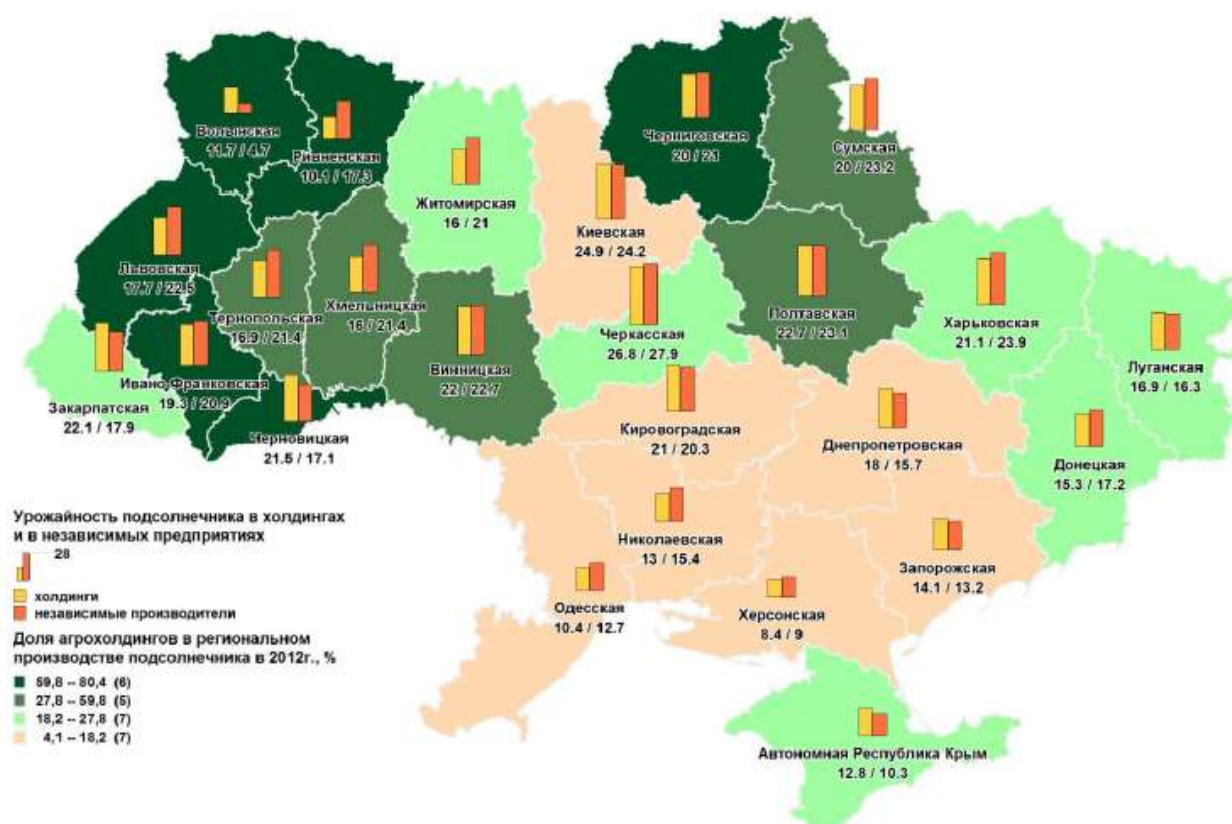 Волынская
11.7 / 4.7
Ривненская
10.1 / 17.3
Черниговская
20 / 21
Сумская
20 / 23.2
Житомирская
16 / 21
Киевская
24.9 / 24.2
Львовская
17.7 / 22.5
Тернопольская
16.9 / 21.4
Хмельницкая
16 / 21.4
Винницкая
22 / 22.7
Черкасская
26.8 / 27.9
Полтавская
22.7 / 23.1
Харьковская
21.1 / 23.9
Луганская
16.9 / 16.3
Закарпатская
22.1 / 17.9
Ивано-Франковская
19.3 / 20.9
Черновицкая
21.5 / 17.1
Кировоградская
21 / 20.3
Днепропетровская
18 / 15.7
Донецкая
15.3 / 17.2
Николаевская
13 / 15.4
Запорожская
14.1 / 13.2
Одесская
10.4 / 12.7
Херсонская
8.4 / 9
Автономная Республика Крым
12.8 / 10.3
Урожайность подсолнечника в холдингах
и в независимых предприятиях
28
холдинги
независимые производители
Доля агрохолдингов в региональном
производстве подсолнечника в 2012г., %
59,8 – 80,4 (6)
27,8 – 59,8 (5)
18,2 – 27,8 (7)
4,1 – 18,2 (7)